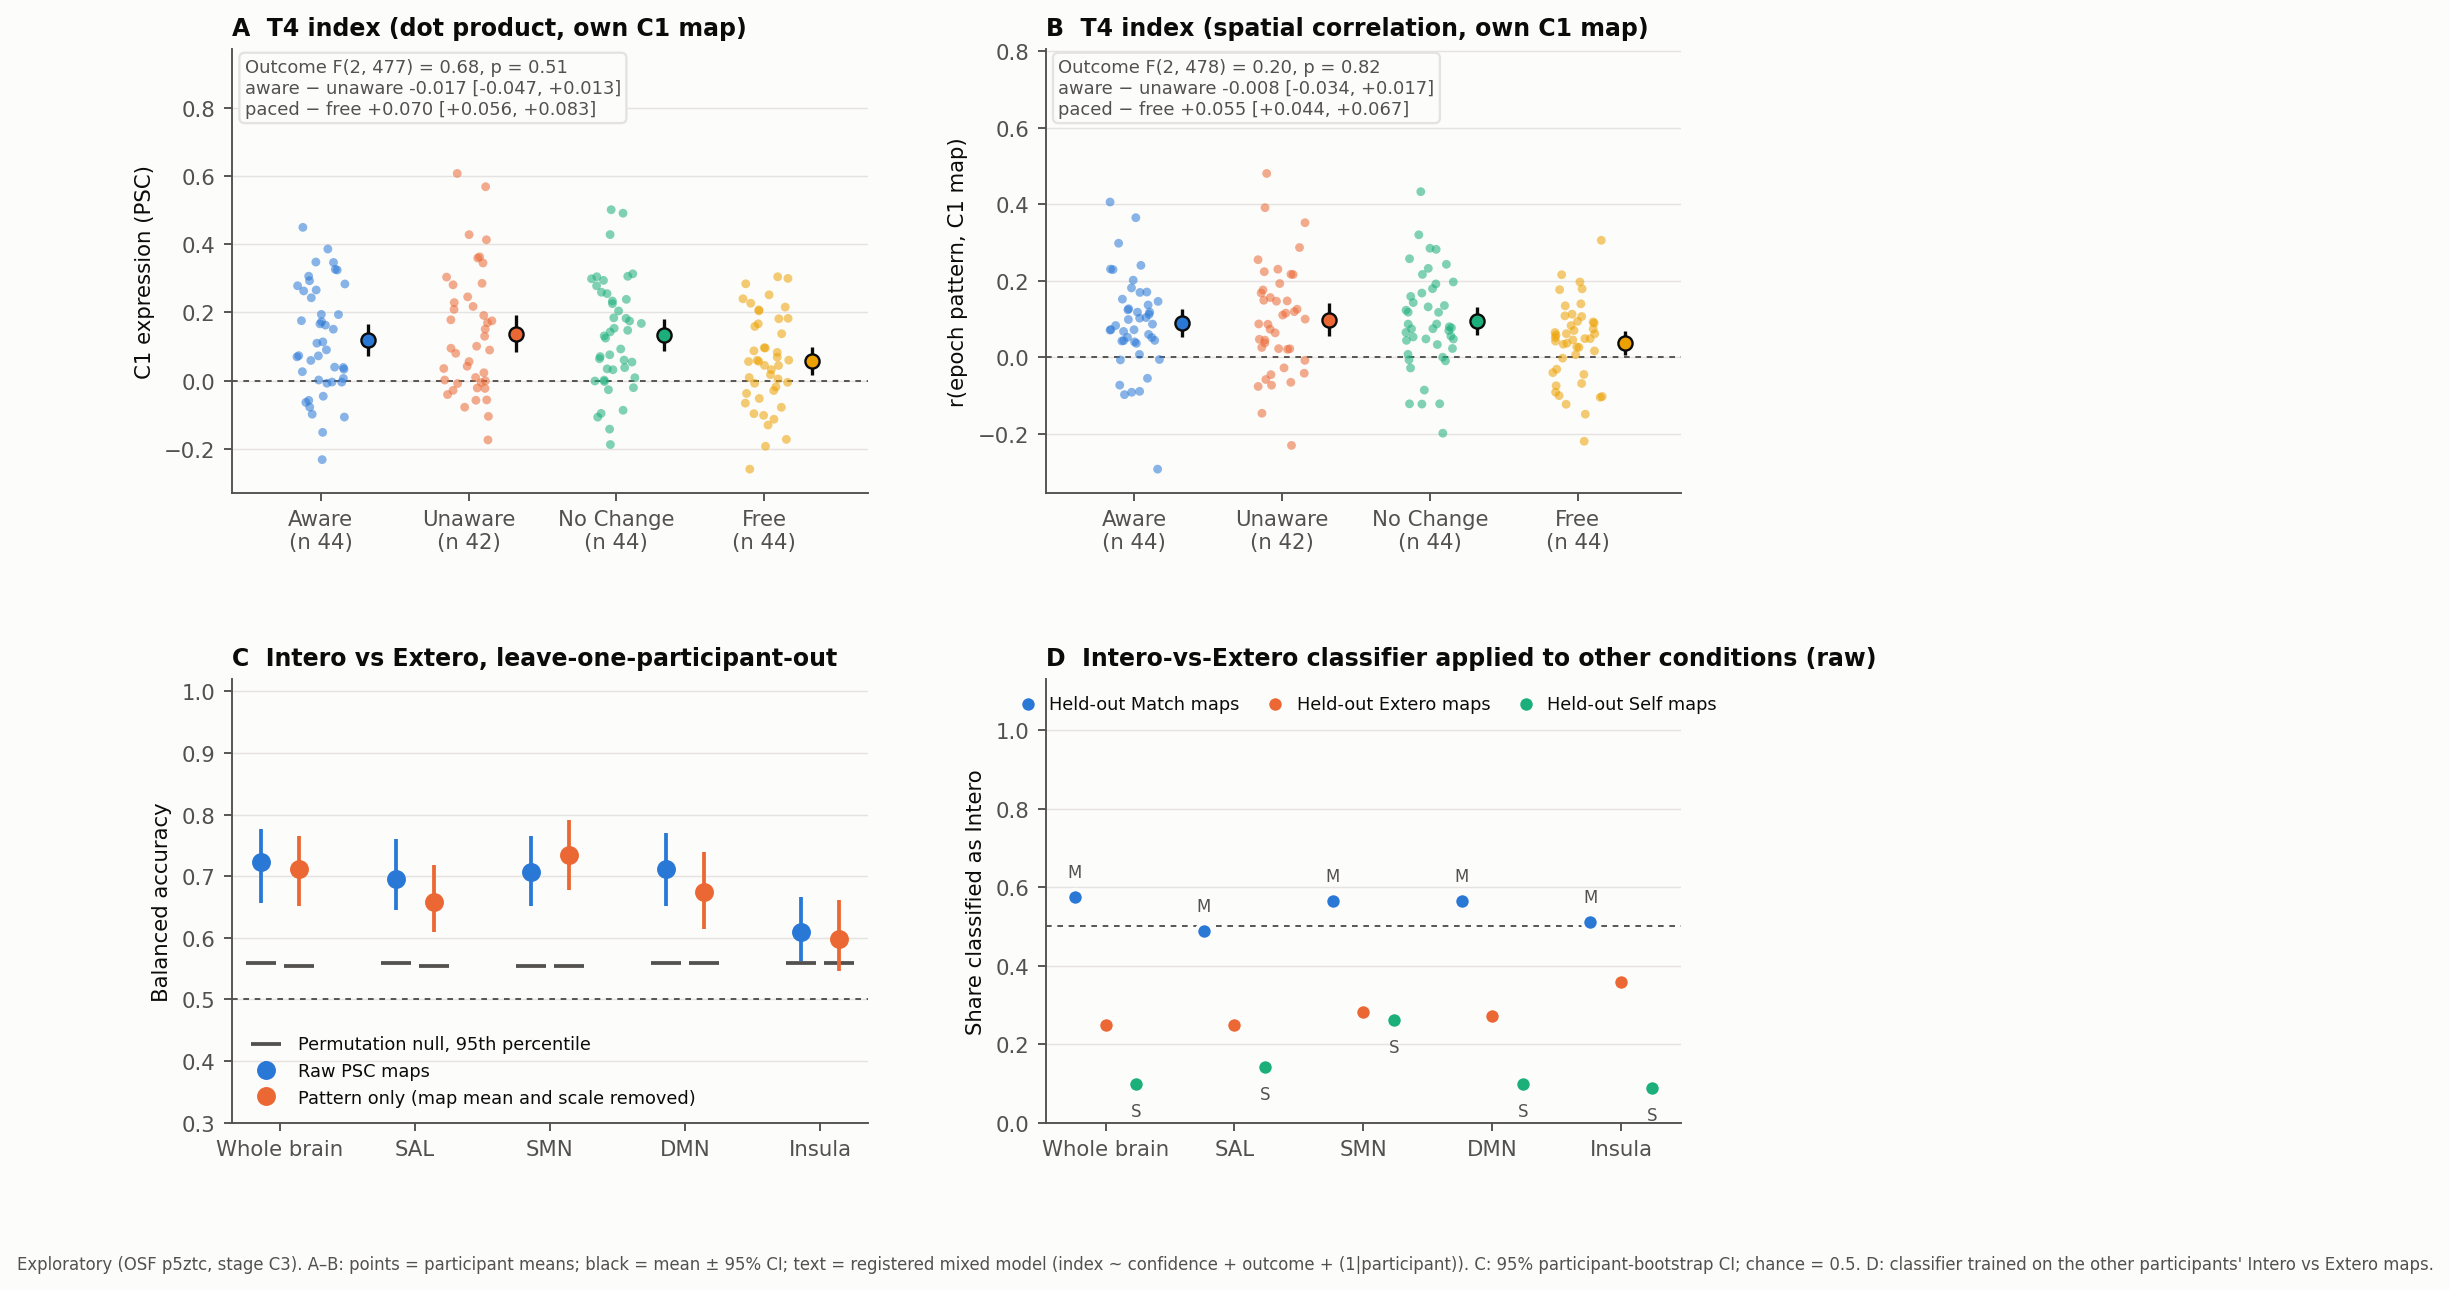 A  T4 index (dot product, own C1 map)
Outcome F(2, 477) = 0.68, p = 0.51
aware − unaware -0.017 [-0.047, +0.013]
paced − free +0.070 [+0.056, +0.083]
C1 expression (PSC)
0.8
0.6
0.4
0.2
0.0
−0.2
Aware
(n 44)
Unaware
(n 42)
No Change
(n 44)
Free
(n 44)
B  T4 index (spatial correlation, own C1 map)
Outcome F(2, 478) = 0.20, p = 0.82
aware − unaware -0.008 [-0.034, +0.017]
paced − free +0.055 [+0.044, +0.067]
r(epoch pattern, C1 map)
0.8
0.6
0.4
0.2
0.0
−0.2
Aware
(n 44)
Unaware
(n 42)
No Change
(n 44)
Free
(n 44)
C  Intero vs Extero, leave-one-participant-out
Balanced accuracy
1.0
0.9
0.8
0.7
0.6
0.5
0.4
0.3
Permutation null, 95th percentile
Raw PSC maps
Pattern only (map mean and scale removed)
Whole brain
SAL
SMN
DMN
Insula
D  Intero-vs-Extero classifier applied to other conditions (raw)
Held-out Match maps
Held-out Extero maps
Held-out Self maps
Share classified as Intero
1.0
0.8
0.6
0.4
0.2
0.0
M
M
M
M
M
S
S
S
S
S
Whole brain
SAL
SMN
DMN
Insula
Exploratory (OSF p5ztc, stage C3). A–B: points = participant means; black = mean ± 95% CI; text = registered mixed model (index ~ confidence + outcome + (1|participant)). C: 95% participant-bootstrap CI; chance = 0.5. D: classifier trained on the other participants' Intero vs Extero maps.